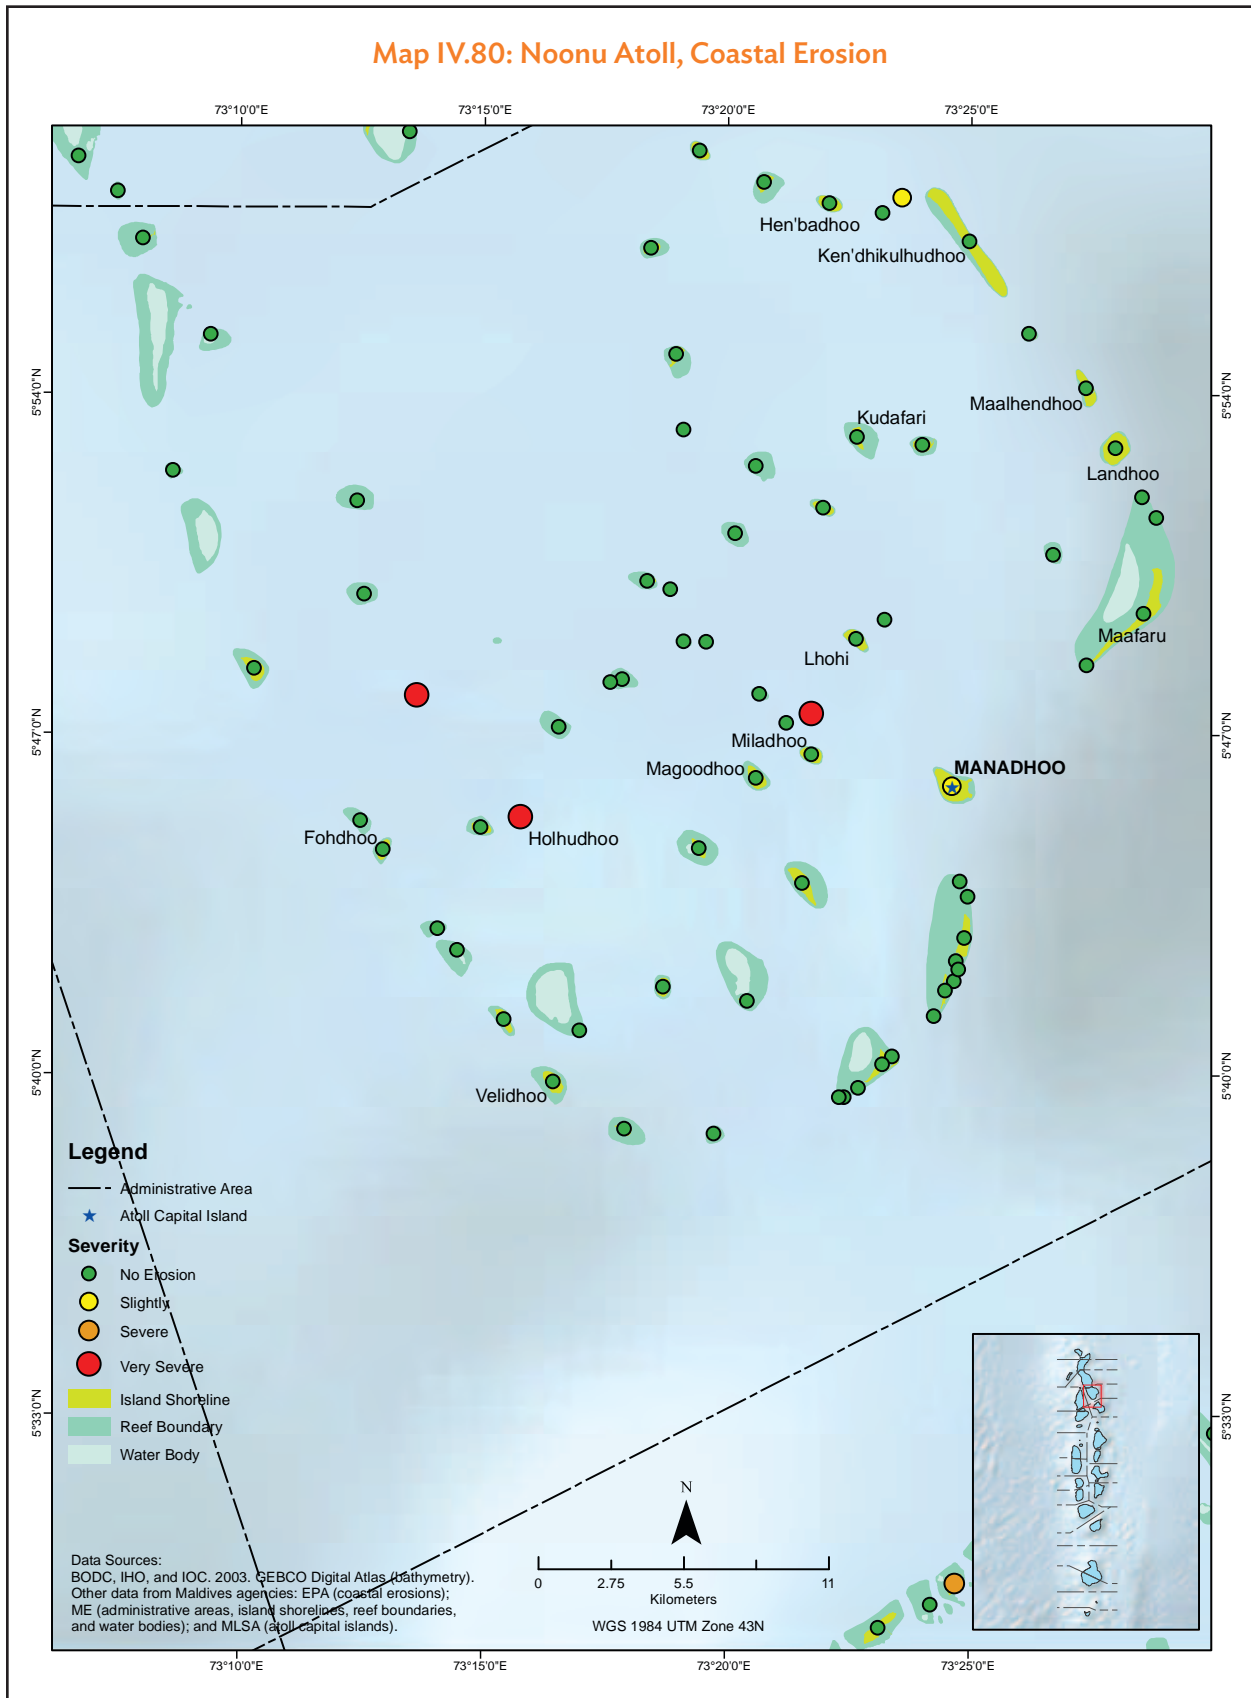 Map IV.80: Noonu Atoll, Coastal Erosion
73°10'0"E
73°15'0"E
73°20'0"E
73°25'0"E
Hen'badhoo
Ken'dhikulhudhoo
5°54'0"N
5°54'0"N
Maalhendhoo
Kudafari
Landhoo
Maafaru
Lhohi
5°47'0"N
5°47'0"N
Miladhoo
Magoodhoo
MANADHOO
Fohdhoo
Holhudhoo
5°40'0"N
5°40'0"N
Velidhoo
Legend
Administrative Area
Atoll Capital Island
Severity
No Erosion
Slightly
Severe
Very Severe
Island Shoreline
Reef Boundary
Water Body
5°33'0"N
5°33'0"N
N
Data Sources:
BODC, IHO, and IOC. 2003. GEBCO Digital Atlas (bathymetry).
Other data from Maldives agencies: EPA (coastal erosions);
ME (administrative areas, island shorelines, reef boundaries,
and water bodies); and MLSA (atoll capital islands).
0 2.75 5.5 11
Kilometers
WGS 1984 UTM Zone 43N
73°10'0"E
73°15'0"E
73°20'0"E
73°25'0"E